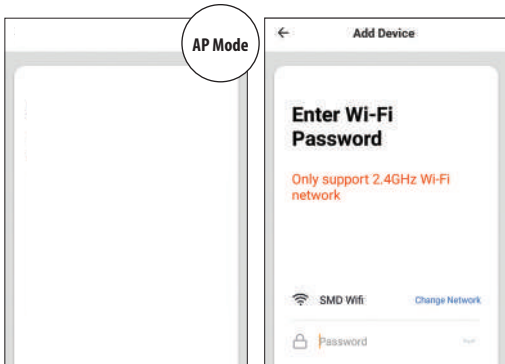 AP Mode
Add Device
Enter Wi-Fi
Password
Only support 2.4GHz Wi-Fi
network
SMD Wifi
Change Network
Password